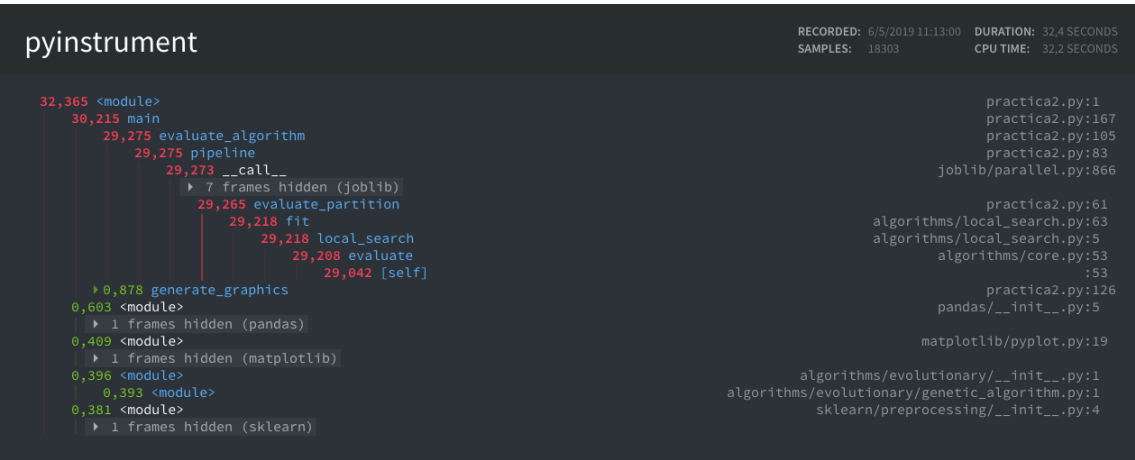 pyinstrument
RECORDED: 6/5/2019 11:13:00 DURATION: 32,4 SECONDS
SAMPLES: 18303 CPU TIME: 32,2 SECONDS
32,365 <module> practica2.py:1
30,215 main practica2.py:167
29,275 evaluate_algorithm practica2.py:105
29,275 pipeline practica2.py:83
29,273 __call__ joblib/parallel.py:866
7 frames hidden (joblib)
29,265 evaluate_partition practica2.py:61
29,218 fit algorithms/local_search.py:63
29,218 local_search algorithms/local_search.py:5
29,208 evaluate algorithms/core.py:53
29,042 [self] :53
0,878 generate_graphics practica2.py:126
0,603 <module> pandas/__init__.py:5
1 frames hidden (pandas)
0,409 <module> matplotlib/pyplot.py:19
1 frames hidden (matplotlib)
0,396 <module> algorithms/evolutionary/__init__.py:1
0,393 <module> algorithms/evolutionary/genetic_algorithm.py:1
0,381 <module> sklearn/preprocessing/__init__.py:4
1 frames hidden (sklearn)